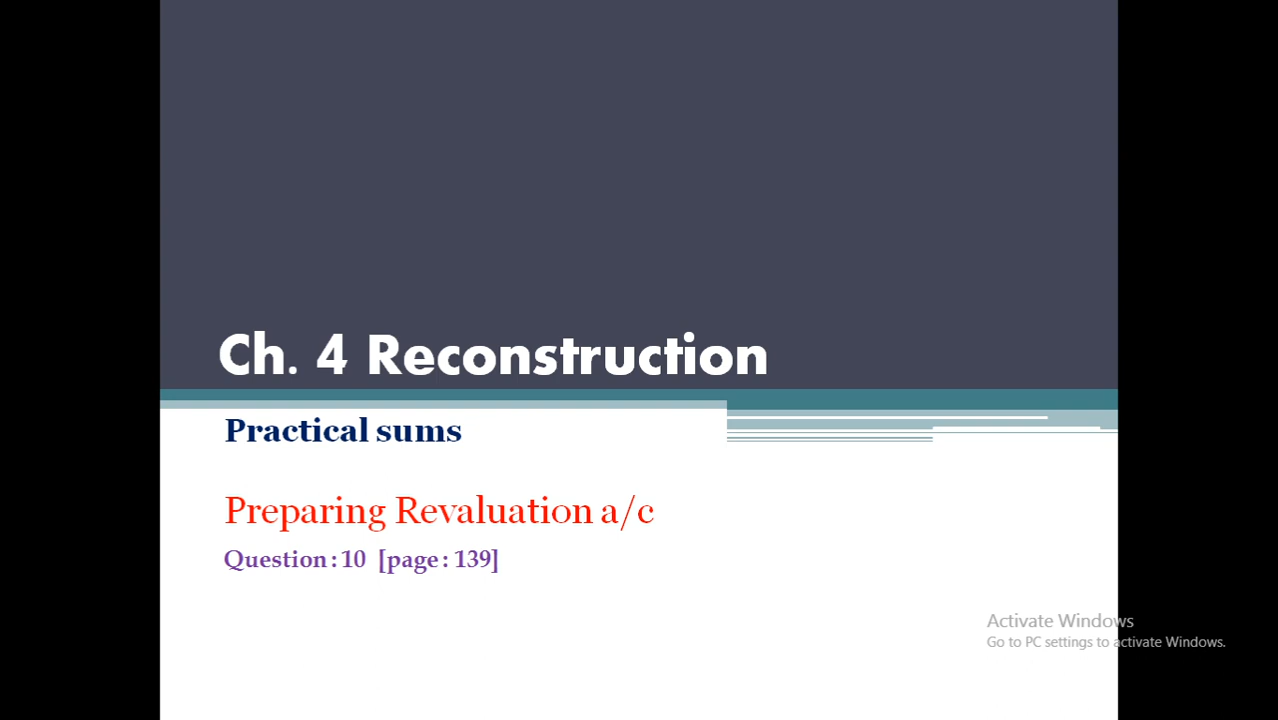 Ch. 4 Reconstruction
Practical sums
Preparing Revaluation a/c
Question:10 [page: 139]
Activate Windows
Go to PC settings to activate Windows.